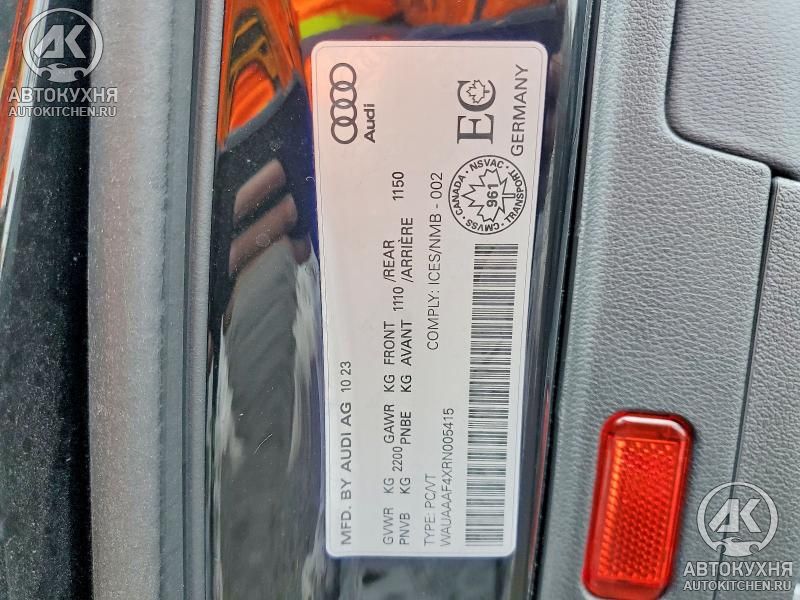 АВТОКУХНЯ
AUTOKITCHEN.RU
Audi
MFD. BY AUDI AG 10 23
GVWR KG 2200 GAWR KG FRONT 1110 /REAR 1150
PNVB KG PNBE KG AVANT /ARRIÈRE
TYPE: PC/VT COMPLY: ICES/NMB - 002
WAUAAAF4XRN005415
CANADA · NSVAC · TRANSPORT · CMVSS
961
EC
GERMANY
АВТОКУХНЯ
AUTOKITCHEN.RU